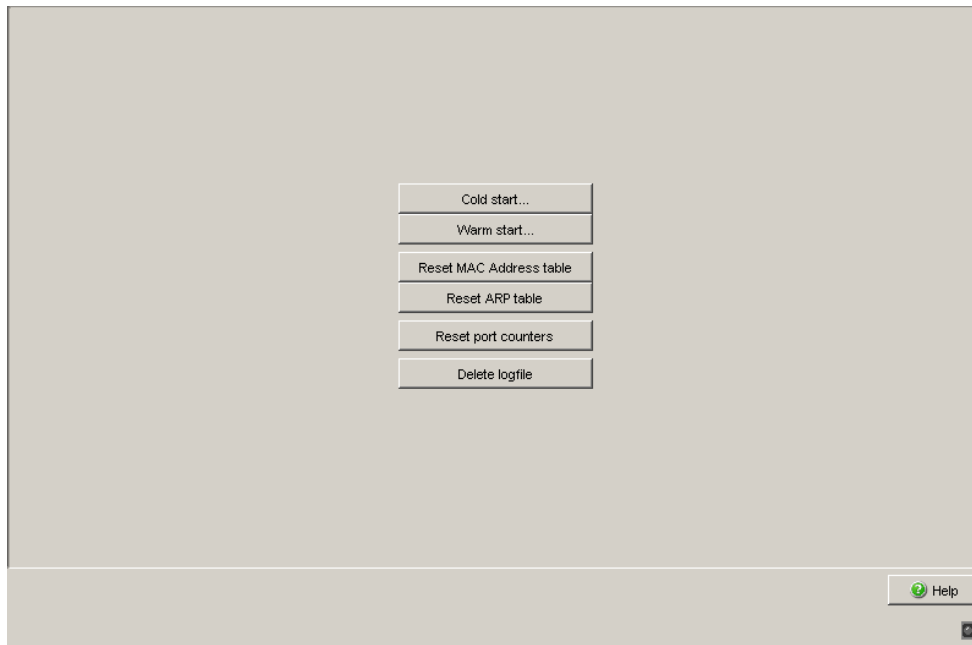 Cold start...
Warm start...
Reset MAC Address table
Reset ARP table
Reset port counters
Delete logfile
Help